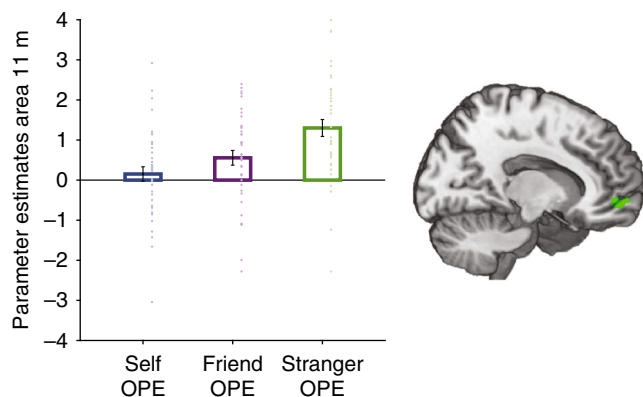 Parameter estimates area 11 m
4
3
2
1
0
–1
–2
–3
–4
Self
OPE
Friend
OPE
Stranger
OPE